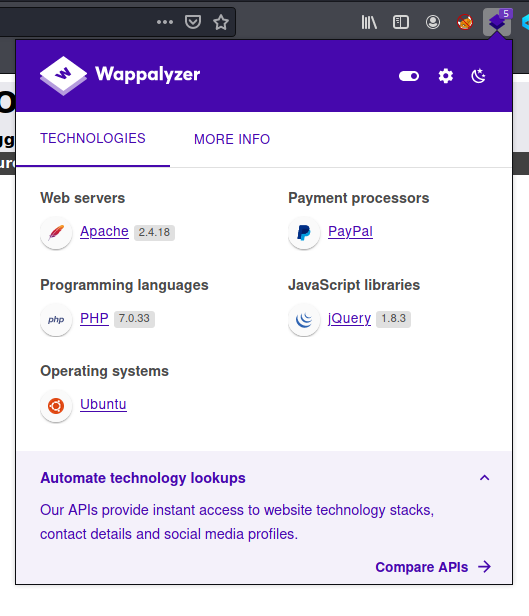 5
Wappalyzer
TECHNOLOGIES
MORE INFO
Web servers
Apache 2.4.18
Payment processors
PayPal
Programming languages
php PHP 7.0.33
JavaScript libraries
jQuery 1.8.3
Operating systems
Ubuntu
Automate technology lookups
Our APIs provide instant access to website technology stacks,
contact details and social media profiles.
Compare APIs